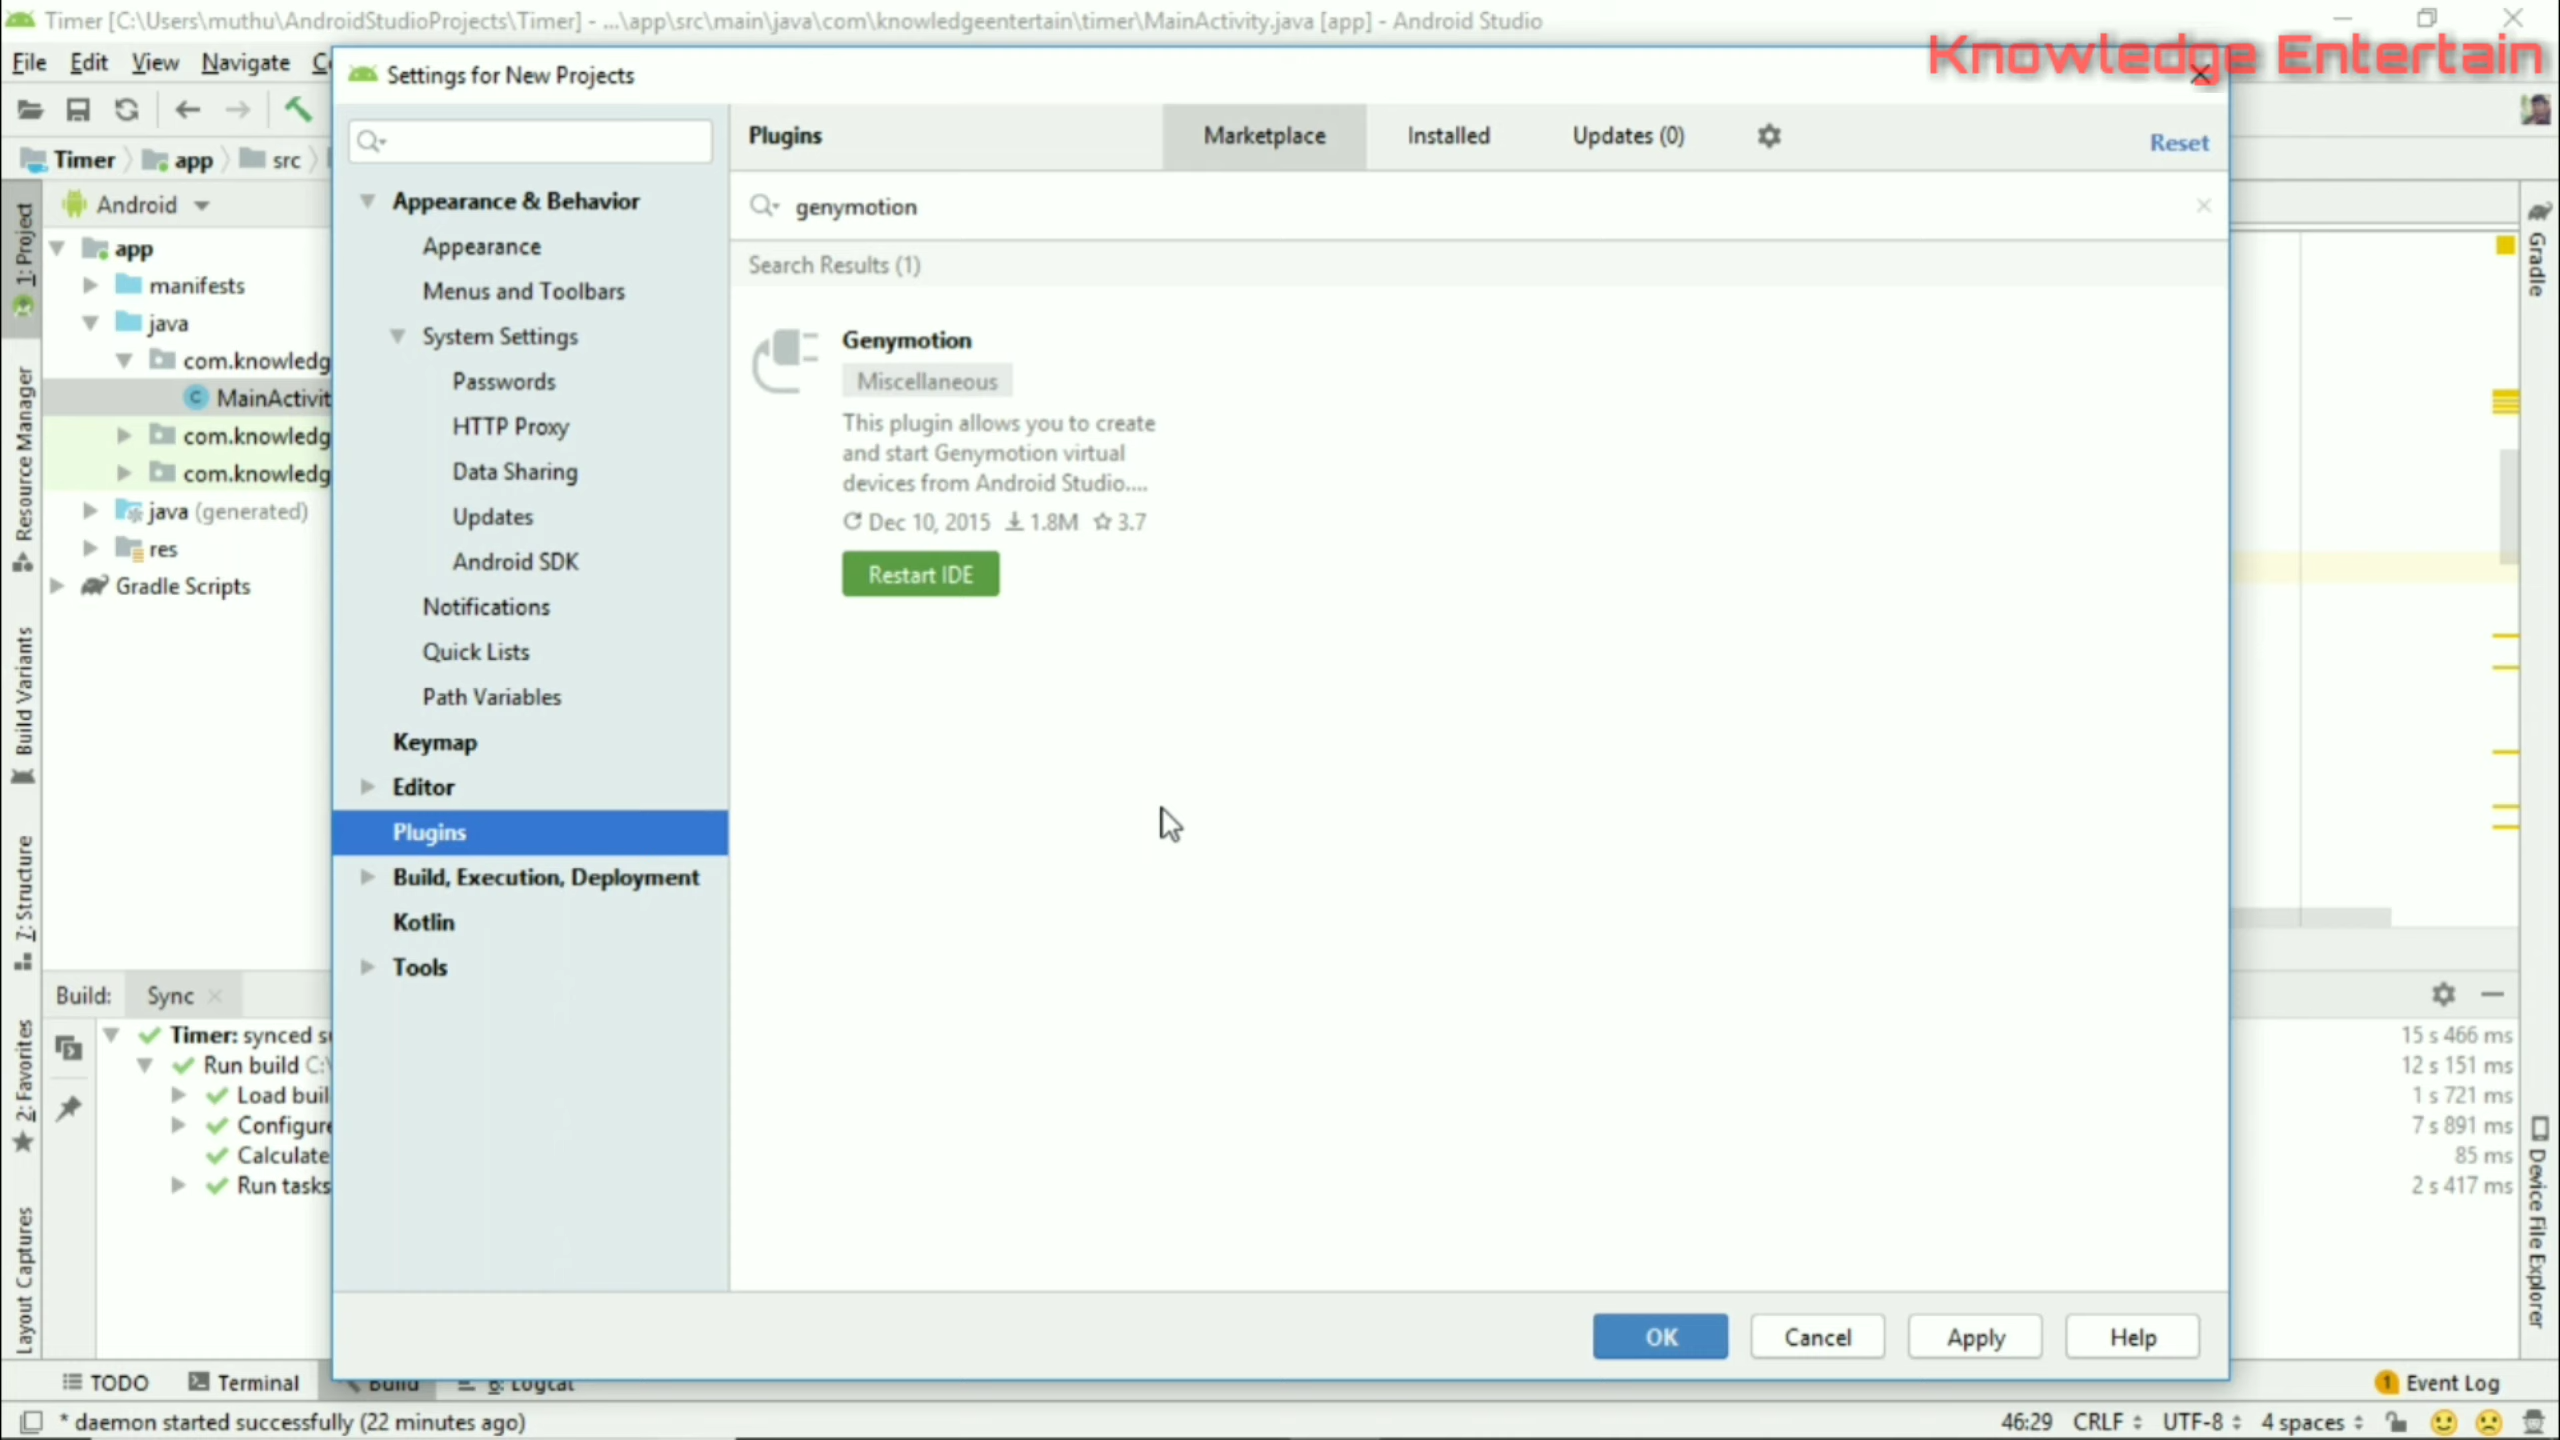 Timer [C:\Users\muthu\AndroidStudioProjects\Timer] - ...\app\src\main\java\com\knowledgeentertain\timer\MainActivity.java [app] - Android Studio
Knowledge Entertain
File Edit View Navigate
Timer app src
Android
app
manifests
java
com.knowledg
MainActivit
com.knowledg
com.knowledg
java (generated)
res
Gradle Scripts
1: Project
Resource Manager
Build Variants
7: Structure
2: Favorites
Layout Captures
Settings for New Projects
Appearance & Behavior
Appearance
Menus and Toolbars
System Settings
Passwords
HTTP Proxy
Data Sharing
Updates
Android SDK
Notifications
Quick Lists
Path Variables
Keymap
Editor
Plugins
Build, Execution, Deployment
Kotlin
Tools
Plugins Marketplace Installed Updates (0) Reset
genymotion
Search Results (1)
Genymotion
Miscellaneous
This plugin allows you to create
and start Genymotion virtual
devices from Android Studio....
Dec 10, 2015 1.8M 3.7
Restart IDE
OK Cancel Apply Help
Gradle
Device File Explorer
Build: Sync
Timer: synced s
Run build C:\
Load buil
Configure
Calculate
Run tasks
15 s 466 ms
12 s 151 ms
1 s 721 ms
7 s 891 ms
85 ms
2 s 417 ms
TODO Terminal Build 6: Logcat
1 Event Log
* daemon started successfully (22 minutes ago)
46:29 CRLF UTF-8 4 spaces